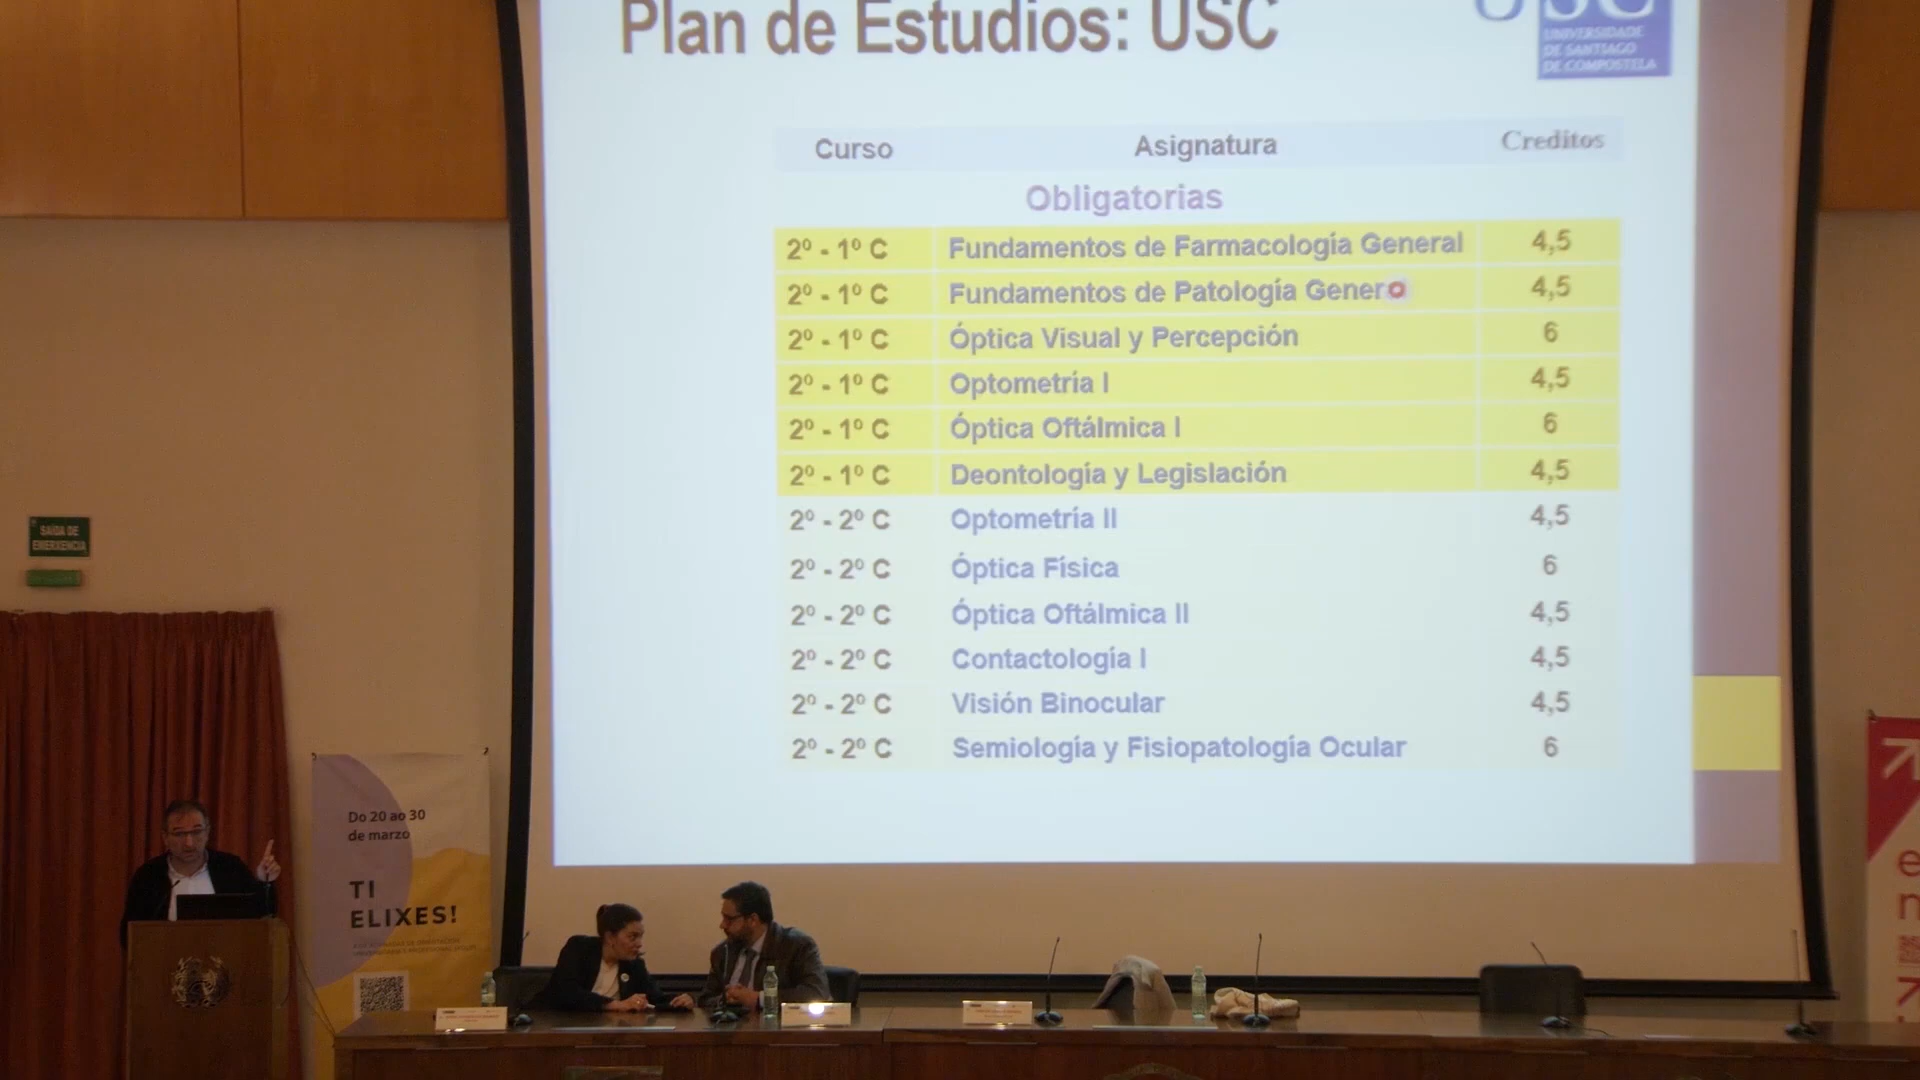 Plan de Estudios: USC
USC
UNIVERSIDADE
DE SANTIAGO
DE COMPOSTELA
Curso Asignatura Creditos
Obligatorias
2º - 1º C Fundamentos de Farmacología General 4,5
2º - 1º C Fundamentos de Patología Gener 4,5
2º - 1º C Óptica Visual y Percepción 6
2º - 1º C Optometría I 4,5
2º - 1º C Óptica Oftálmica I 6
2º - 1º C Deontología y Legislación 4,5
2º - 2º C Optometría II 4,5
2º - 2º C Óptica Física 6
2º - 2º C Óptica Oftálmica II 4,5
2º - 2º C Contactología I 4,5
2º - 2º C Visión Binocular 4,5
2º - 2º C Semiología y Fisiopatología Ocular 6
SAÍDA DE
EMERXENCIA
Do 20 ao 30
de marzo
TI
ELIXES!
e
n